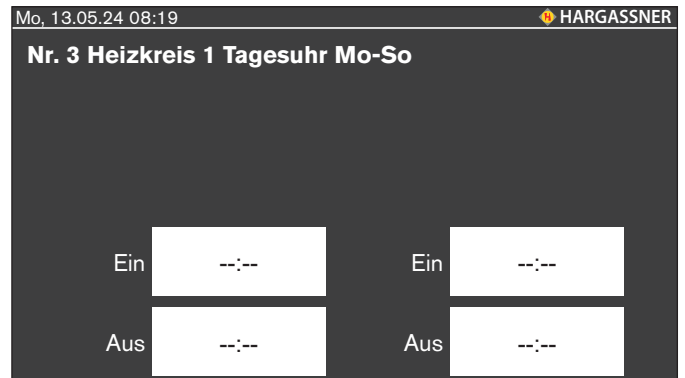 Mo, 13.05.24 08:19 HARGASSNER
Nr. 3 Heizkreis 1 Tagesuhr Mo-So
Ein --:-- Ein --:--
Aus --:-- Aus --:--